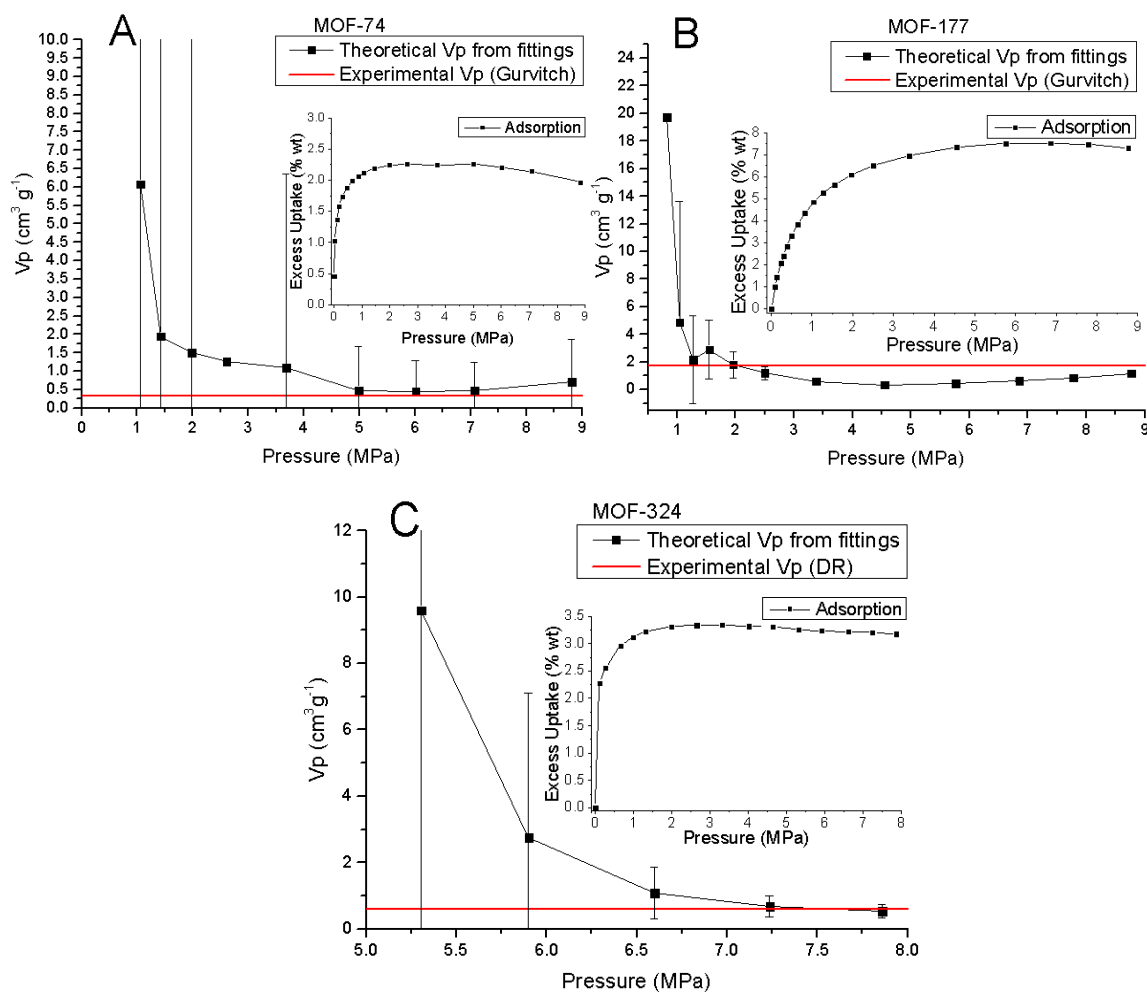 A
MOF-74
Theoretical Vp from fittings
Experimental Vp (Gurvitch)
10.0
9.5
9.0
8.5
8.0
7.5
7.0
6.5
6.0
5.5
5.0
4.5
4.0
3.5
3.0
2.5
2.0
1.5
1.0
0.5
0.0
Vp (cm³ g⁻¹)
0 1 2 3 4 5 6 7 8 9
Pressure (MPa)
Adsorption
3.0
2.5
2.0
1.5
1.0
0.5
0.0
Excess Uptake (% wt)
0 1 2 3 4 5 6 7 8 9
Pressure (MPa)
B
MOF-177
Theoretical Vp from fittings
Experimental Vp (Gurvitch)
24
22
20
18
16
14
12
10
8
6
4
2
0
Vp (cm³ g⁻¹)
1 2 3 4 5 6 7 8 9
Pressure (MPa)
Adsorption
8
7
6
5
4
3
2
1
0
Excess Uptake (% wt)
0 1 2 3 4 5 6 7 8 9
Pressure (MPa)
C
MOF-324
Theoretical Vp from fittings
Experimental Vp (DR)
12
10
8
6
4
2
0
Vp (cm³g⁻¹)
5.0 5.5 6.0 6.5 7.0 7.5 8.0
Pressure (MPa)
Adsorption
3.5
3.0
2.5
2.0
1.5
1.0
0.5
0.0
Excess Uptake (% wt)
0 1 2 3 4 5 6 7 8
Pressure (MPa)